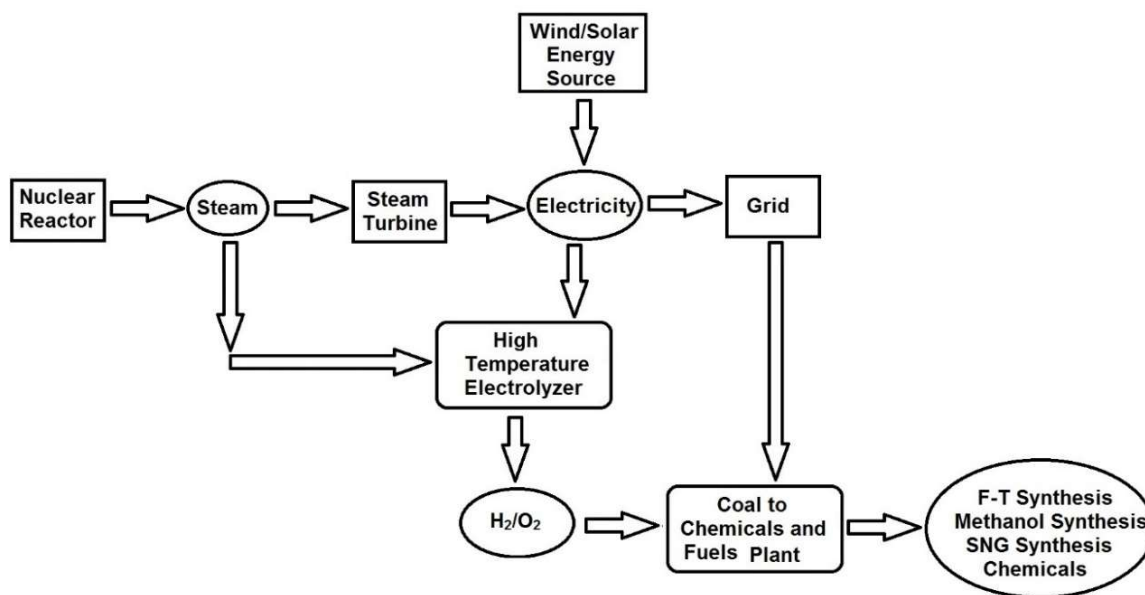 Wind/Solar
Energy
Source
Nuclear
Reactor
Steam
Steam
Turbine
Electricity
Grid
High
Temperature
Electrolyzer
H₂/O₂
Coal to
Chemicals and
Fuels Plant
F-T Synthesis
Methanol Synthesis
SNG Synthesis
Chemicals